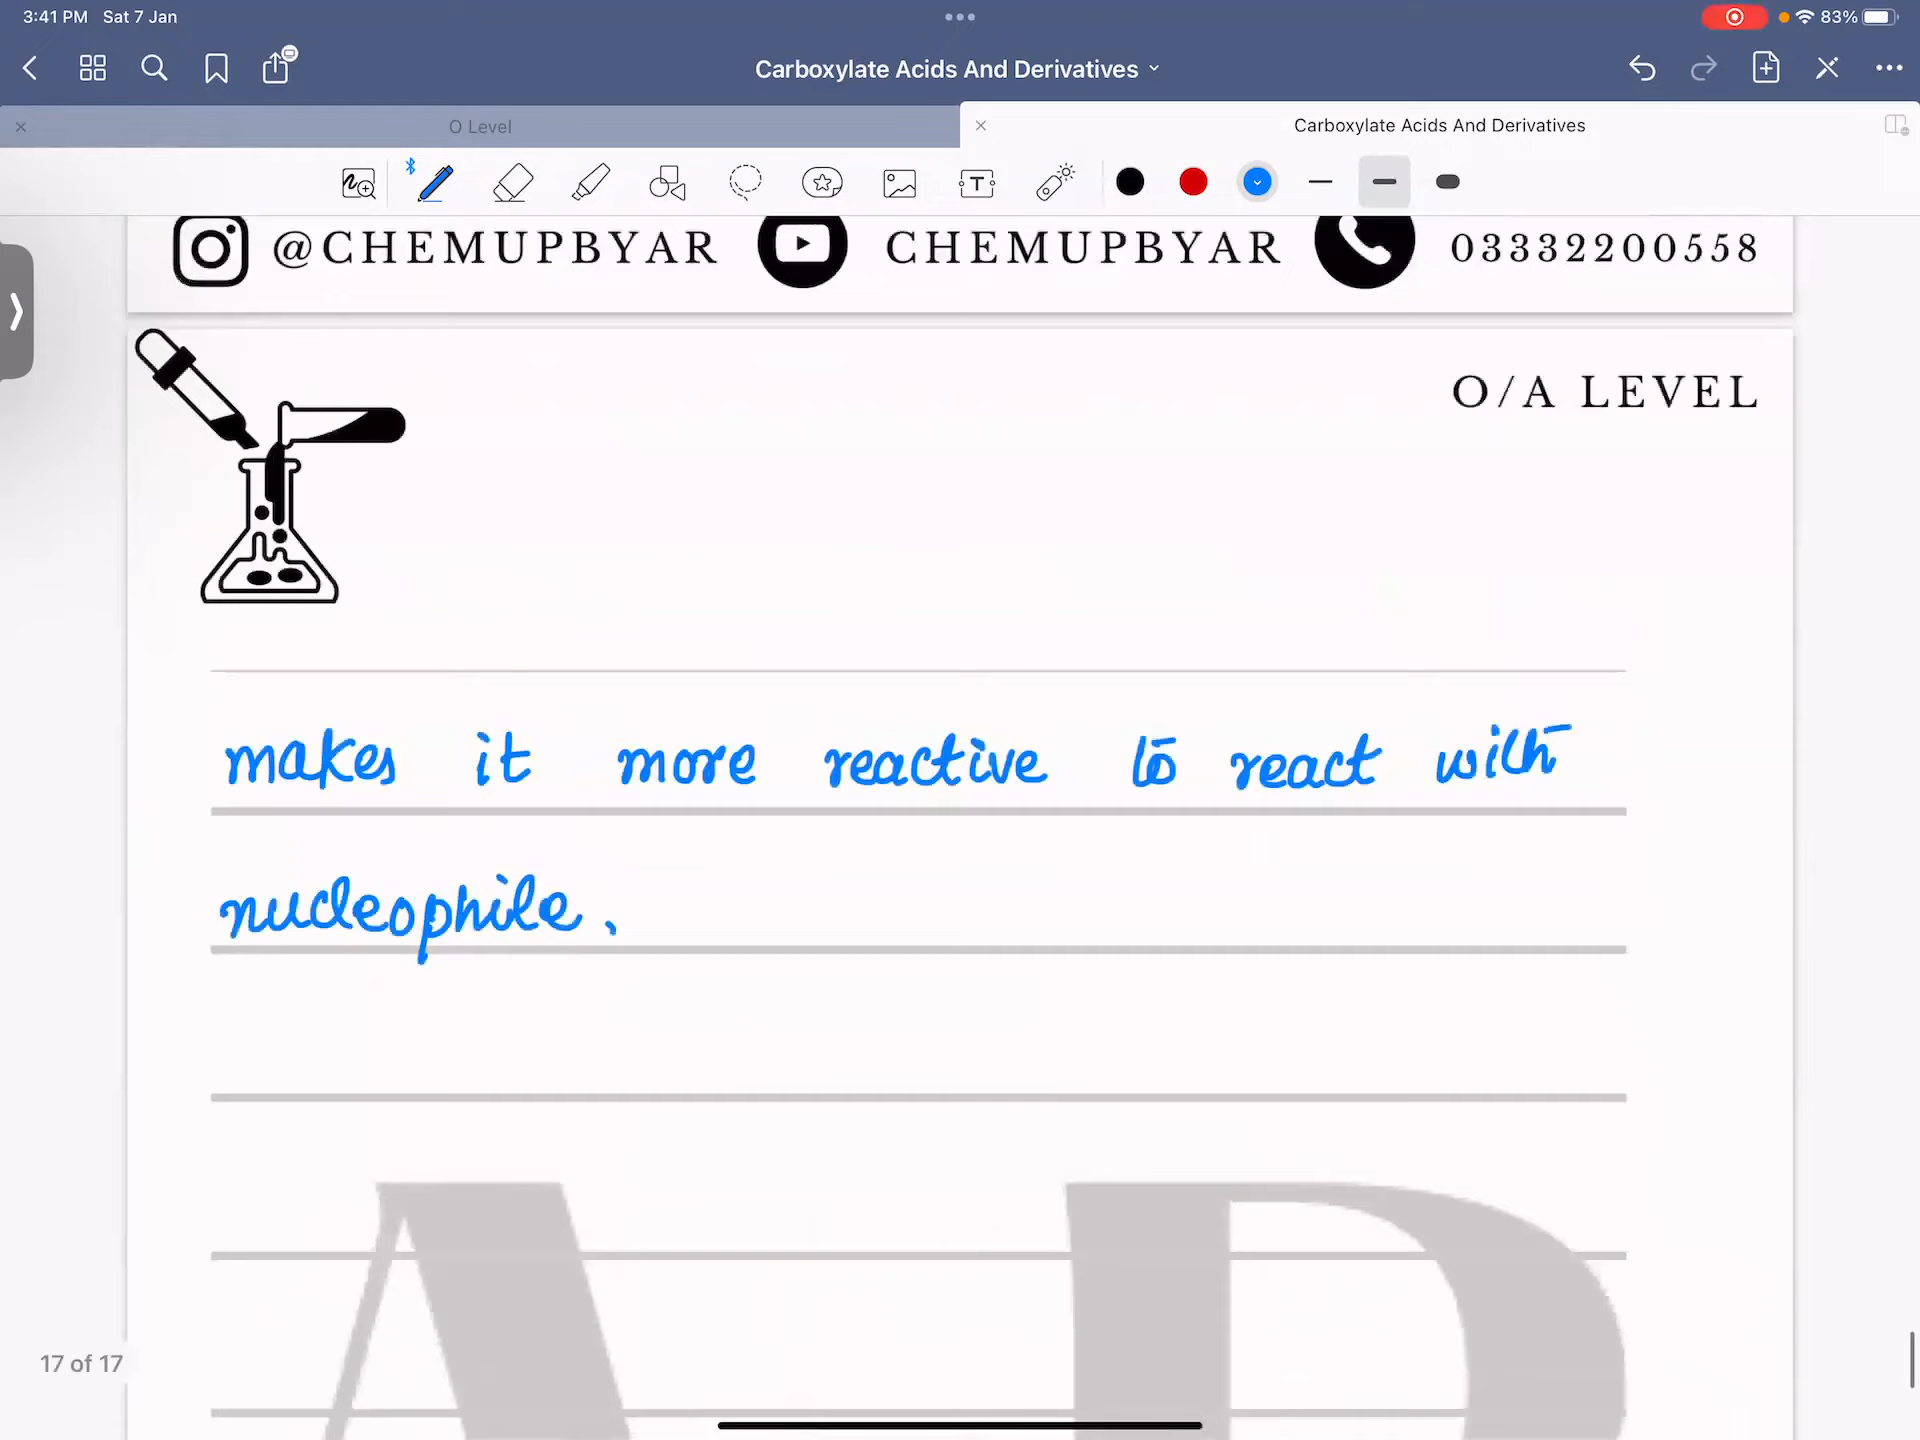 3:41 PM Sat 7 Jan
83%
Carboxylate Acids And Derivatives
O Level
Carboxylate Acids And Derivatives
T
@CHEMUPBYAR CHEMUPBYAR 03332200558
O/A LEVEL
makes it more reactive to react with
nucleophile.
17 of 17